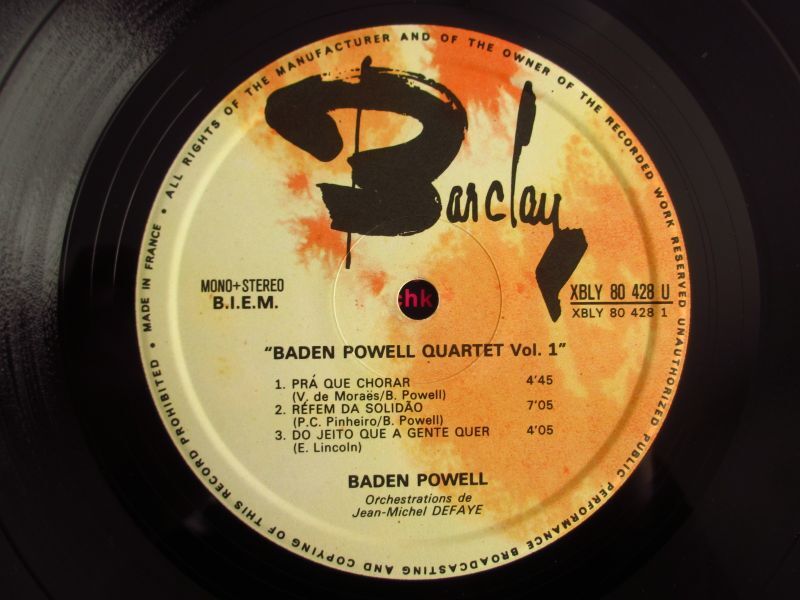 MADE IN FRANCE • ALL RIGHTS OF THE MANUFACTURER AND OF THE OWNER OF THE RECORDED WORK RESERVED UNAUTHORIZED PUBLIC PERFORMANCE BROADCASTING AND COPYING OF THIS RECORD PROHIBITED •
Barclay
MONO+STEREO
B.I.E.M.
chk
XBLY 80 428 U
XBLY 80 428 1
"BADEN POWELL QUARTET Vol. 1"
1. PRÁ QUE CHORAR 4'45
(V. de Moraës/B. Powell)
2. RÉFEM DA SOLIDÃO 7'05
(P.C. Pinheiro/B. Powell)
3. DO JEITO QUE A GENTE QUER 4'05
(E. Lincoln)
BADEN POWELL
Orchestrations de
Jean-Michel DEFAYE